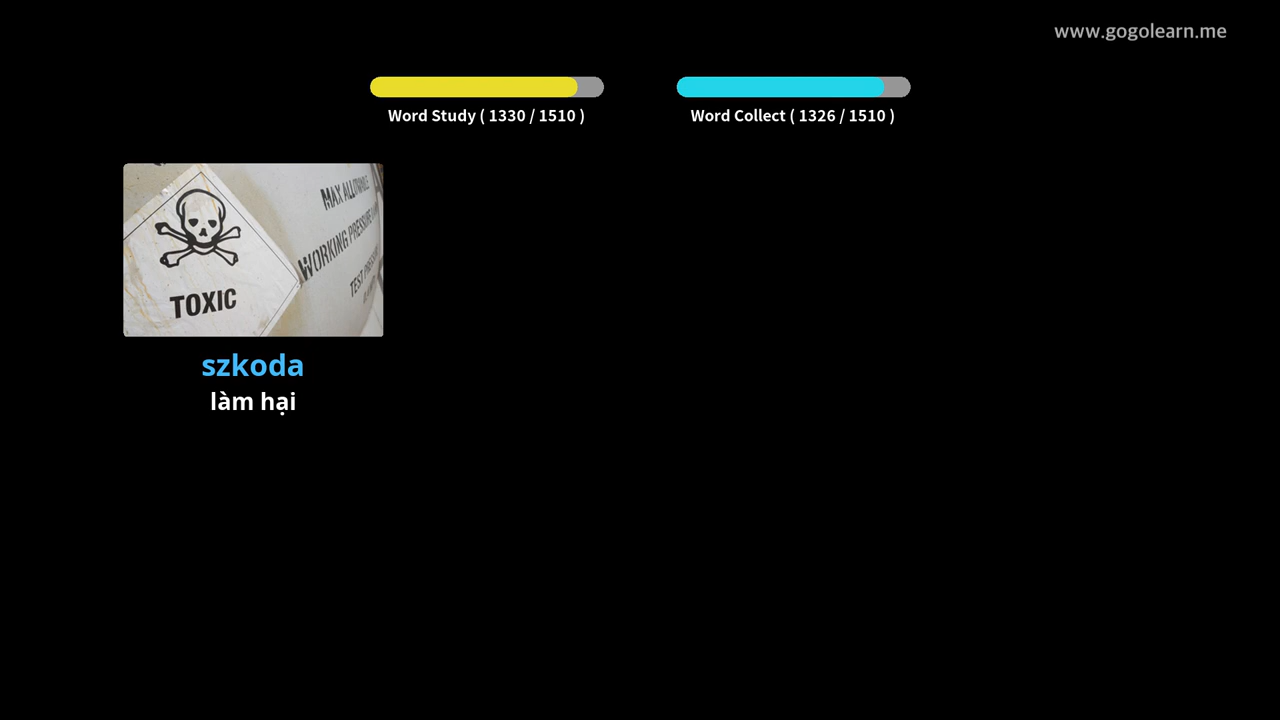 www.gogolearn.me
Word Study ( 1330 / 1510 )
Word Collect ( 1326 / 1510 )
MAX ALLOWABLE
WORKING PRESSURE
TEST
TOXIC
szkoda
làm hại